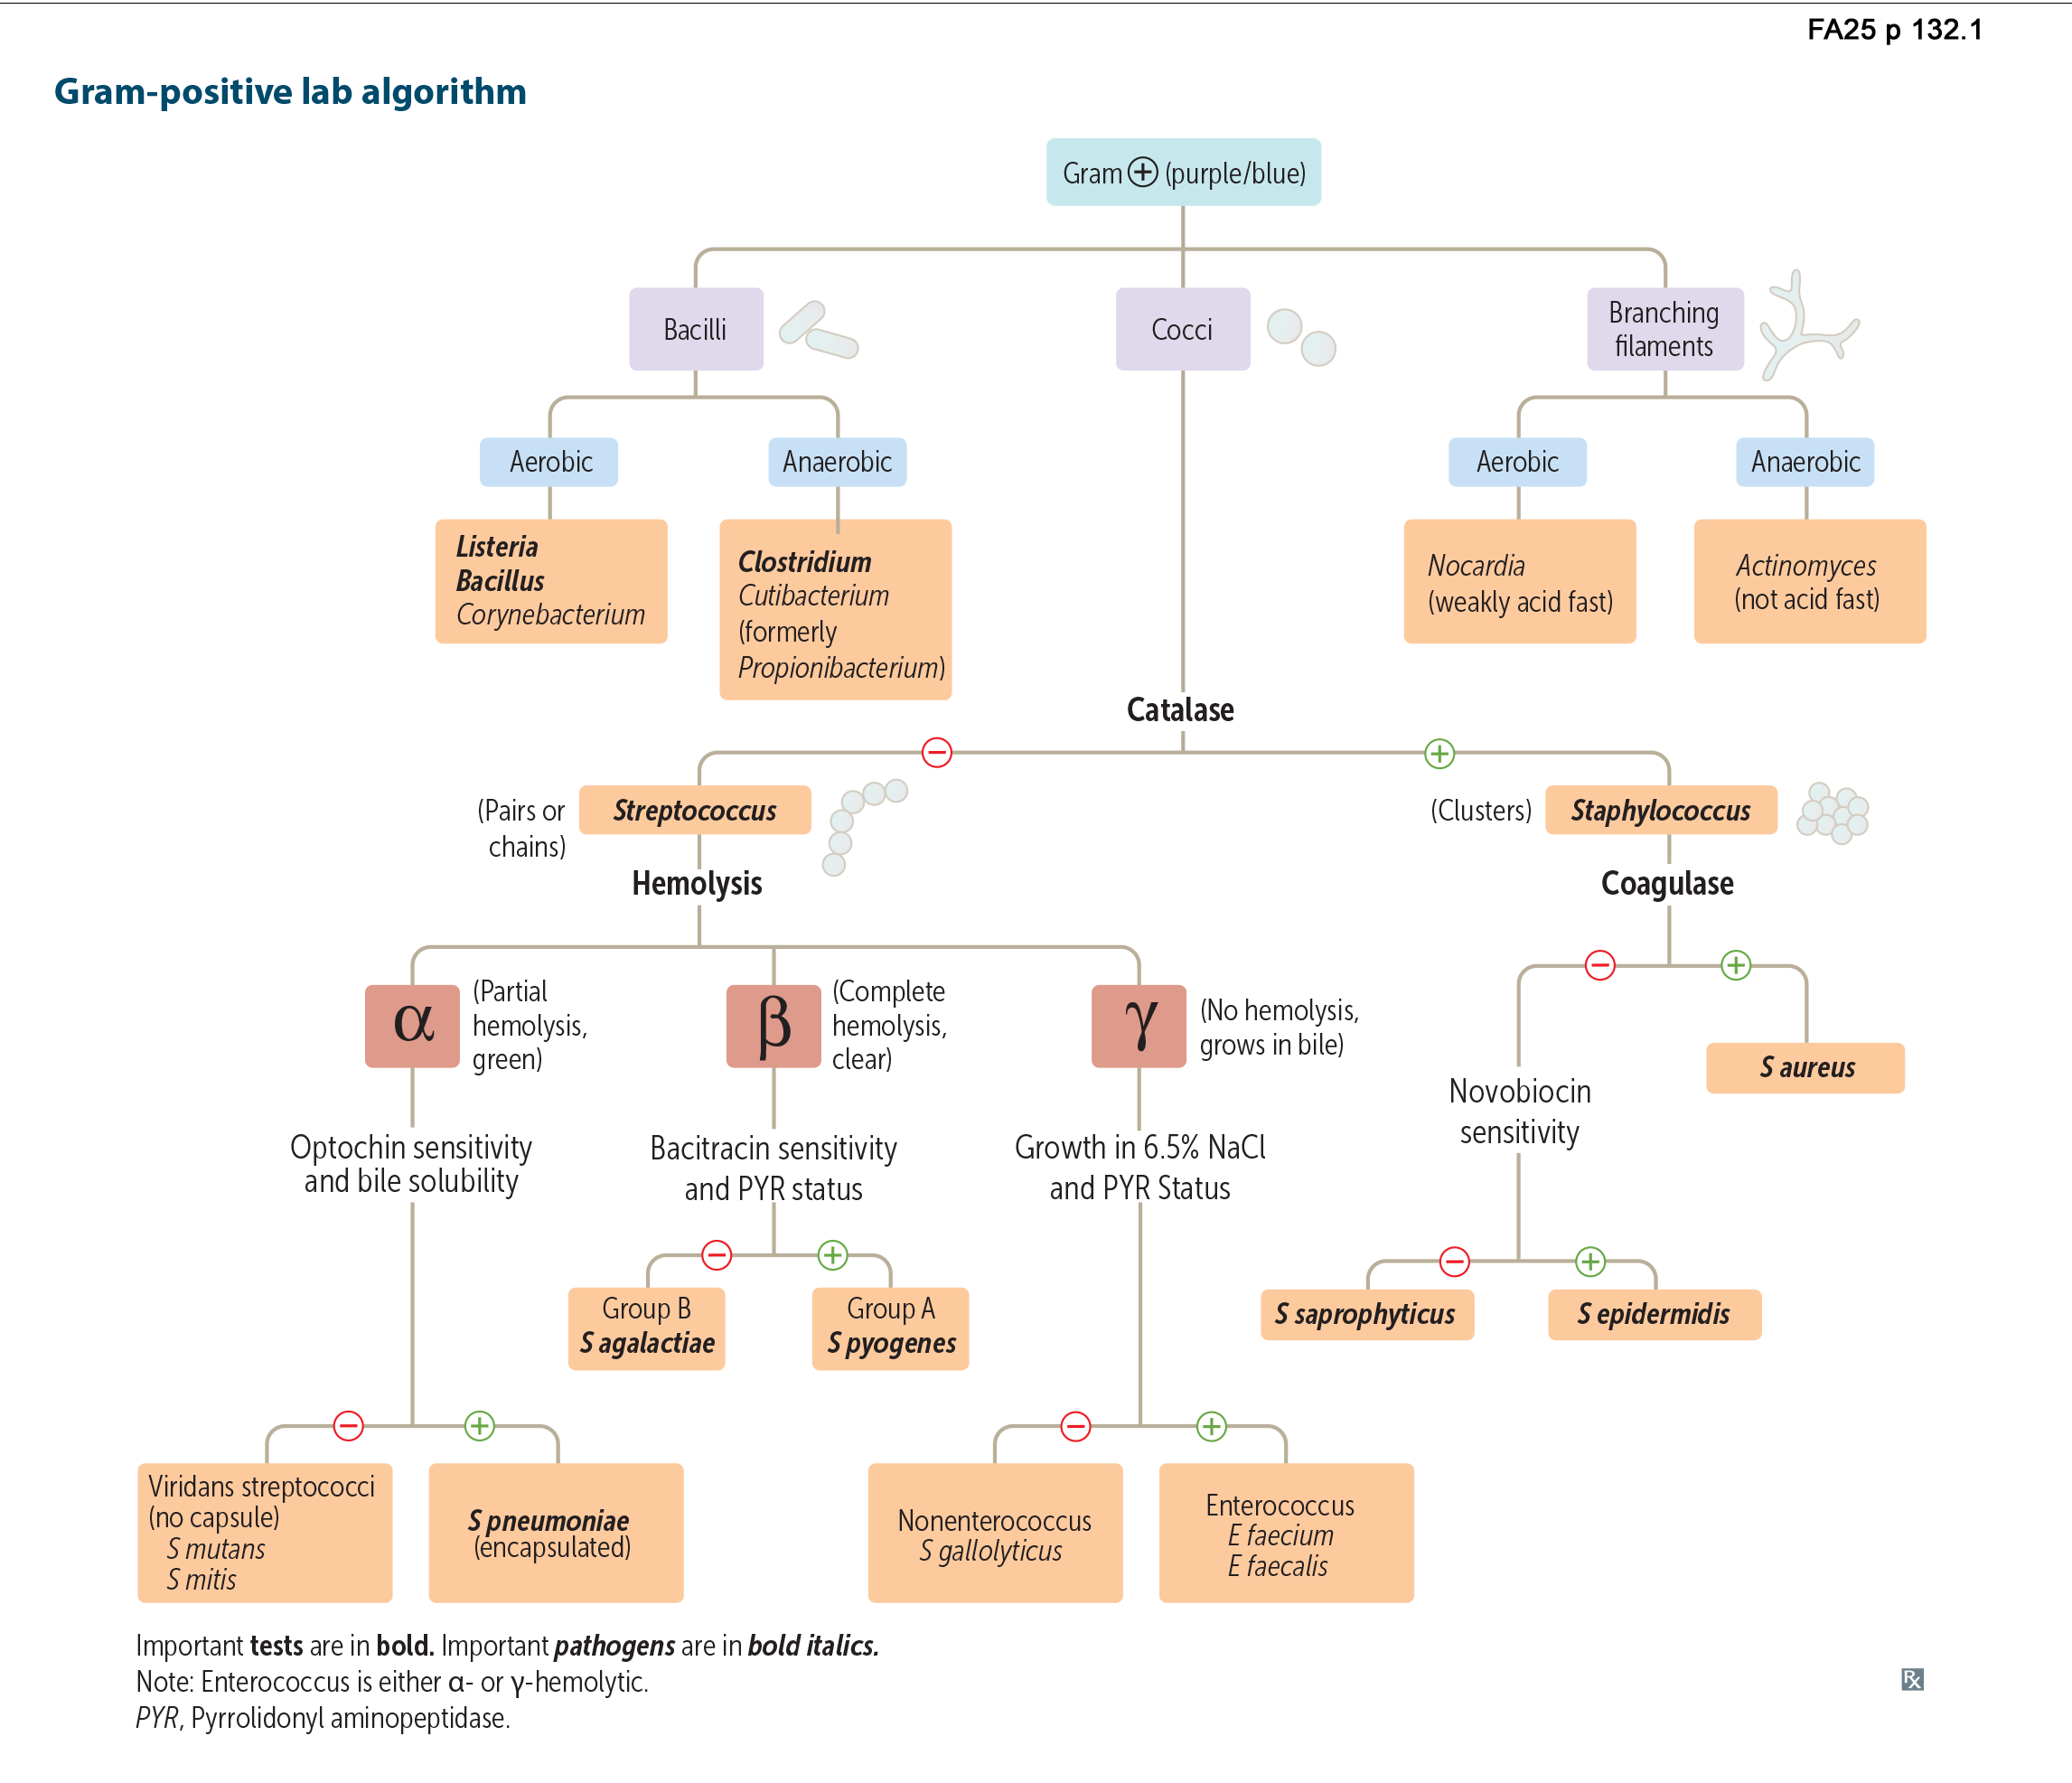 FA25 p 132.1
Gram-positive lab algorithm
Gram + (purple/blue)
Bacilli
Cocci
Branching
filaments
Aerobic
Anaerobic
Aerobic
Anaerobic
Listeria
Bacillus
Corynebacterium
Clostridium
Cutibacterium
(formerly
Propionibacterium)
Nocardia
(weakly acid fast)
Actinomyces
(not acid fast)
Catalase
−
+
(Pairs or
chains)
Streptococcus
(Clusters)
Staphylococcus
Hemolysis
Coagulase
−
+
α
(Partial
hemolysis,
green)
β
(Complete
hemolysis,
clear)
γ
(No hemolysis,
grows in bile)
S aureus
Novobiocin
sensitivity
Optochin sensitivity
and bile solubility
Bacitracin sensitivity
and PYR status
Growth in 6.5% NaCl
and PYR Status
−
+
−
+
Group B
S agalactiae
Group A
S pyogenes
S saprophyticus
S epidermidis
−
+
−
+
Viridans streptococci
(no capsule)
S mutans
S mitis
S pneumoniae
(encapsulated)
Nonenterococcus
S gallolyticus
Enterococcus
E faecium
E faecalis
Important tests are in bold. Important pathogens are in bold italics.
Note: Enterococcus is either α- or γ-hemolytic.
PYR, Pyrrolidonyl aminopeptidase.
Rx